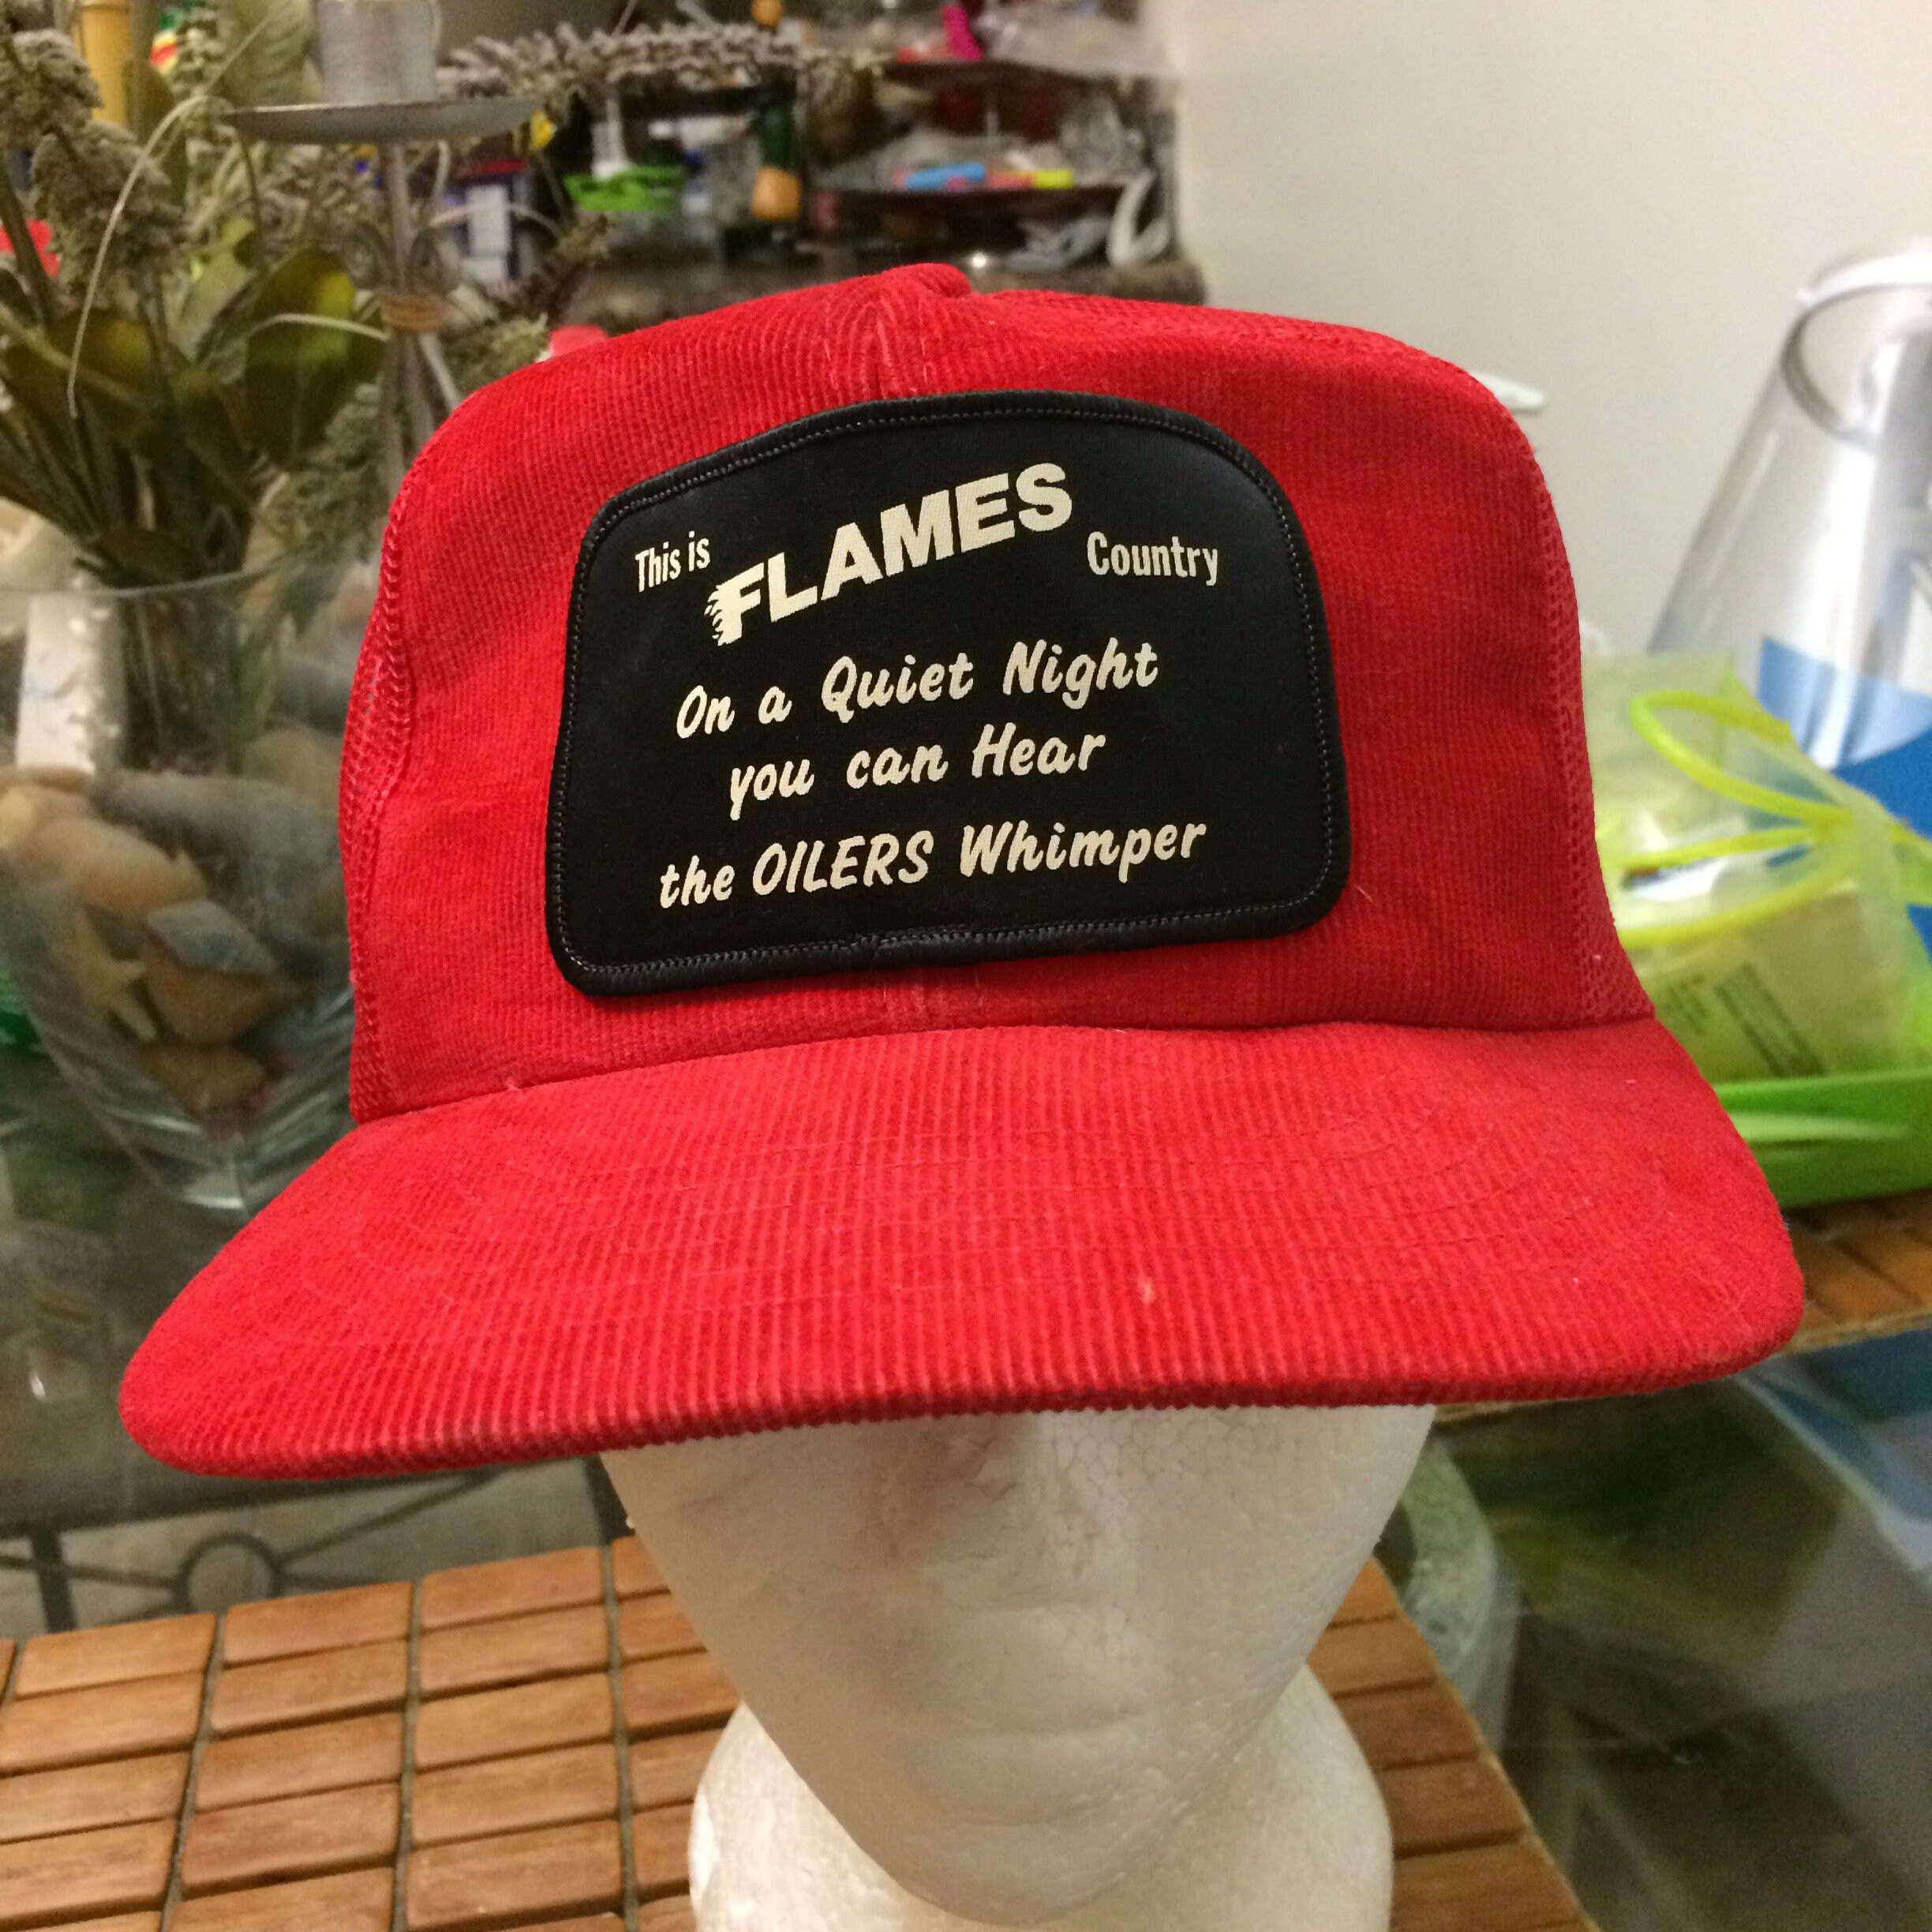 This is FLAMES Country
On a Quiet Night
you can Hear
the OILERS Whimper